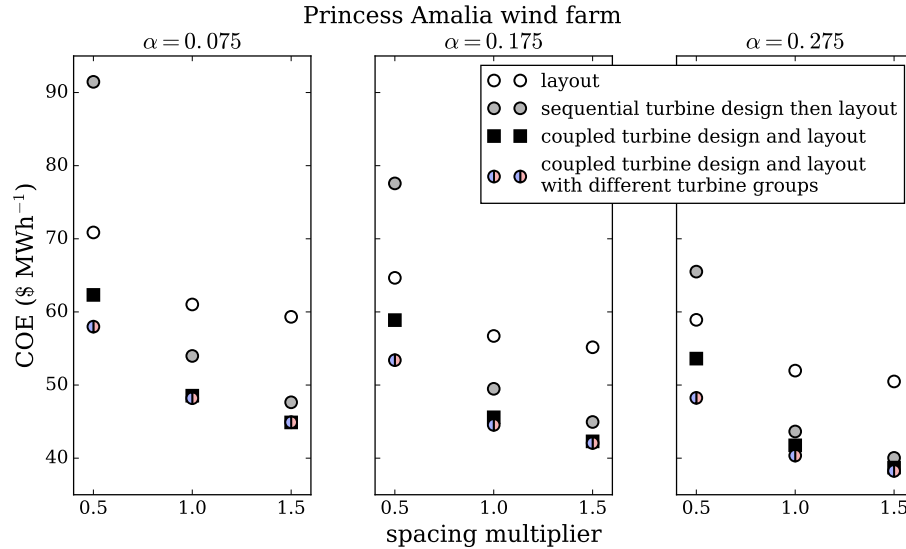 Princess Amalia wind farm
α = 0.075
α = 0.175
α = 0.275
layout
sequential turbine design then layout
coupled turbine design and layout
coupled turbine design and layout
with different turbine groups
COE ($ MWh⁻¹)
90
80
70
60
50
40
0.5 1.0 1.5
0.5 1.0 1.5
0.5 1.0 1.5
spacing multiplier